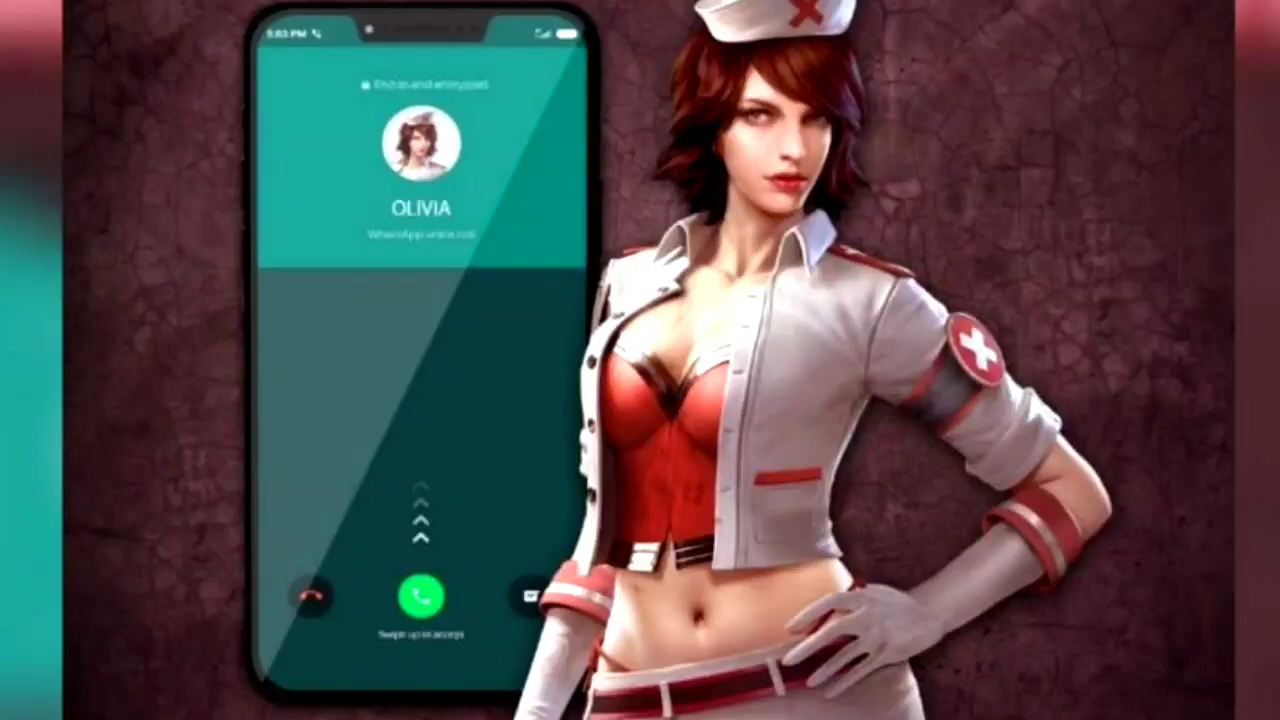 5:03 PM
End to end encrypted
OLIVIA
WhatsApp voice call
Swipe up to accept